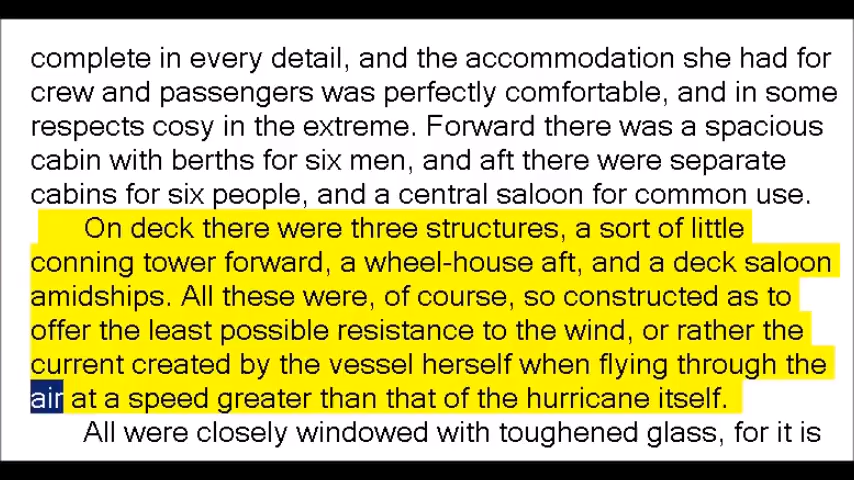 complete in every detail, and the accommodation she had for
crew and passengers was perfectly comfortable, and in some
respects cosy in the extreme. Forward there was a spacious
cabin with berths for six men, and aft there were separate
cabins for six people, and a central saloon for common use.
On deck there were three structures, a sort of little
conning tower forward, a wheel-house aft, and a deck saloon
amidships. All these were, of course, so constructed as to
offer the least possible resistance to the wind, or rather the
current created by the vessel herself when flying through the
air at a speed greater than that of the hurricane itself.
All were closely windowed with toughened glass, for it is